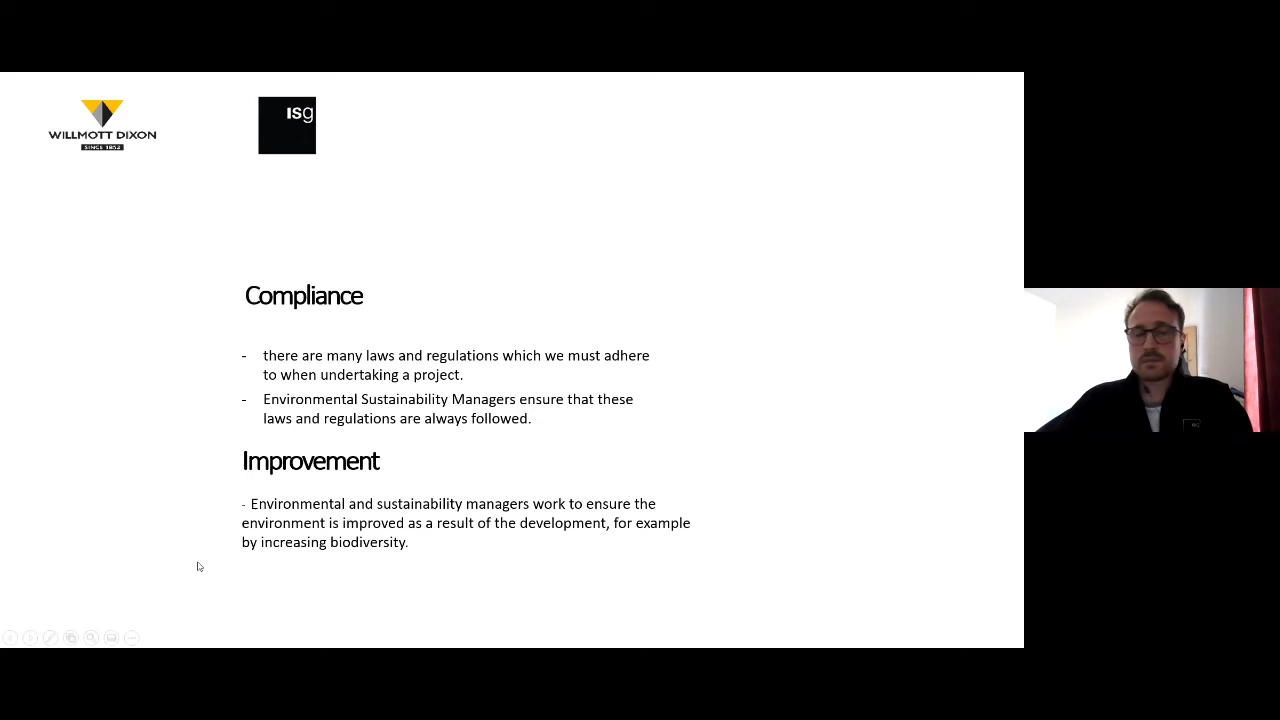 WILLMOTT DIXON
SINCE 1852
ISG
Compliance
- there are many laws and regulations which we must adhere
to when undertaking a project.
- Environmental Sustainability Managers ensure that these
laws and regulations are always followed.
Improvement
- Environmental and sustainability managers work to ensure the
environment is improved as a result of the development, for example
by increasing biodiversity.